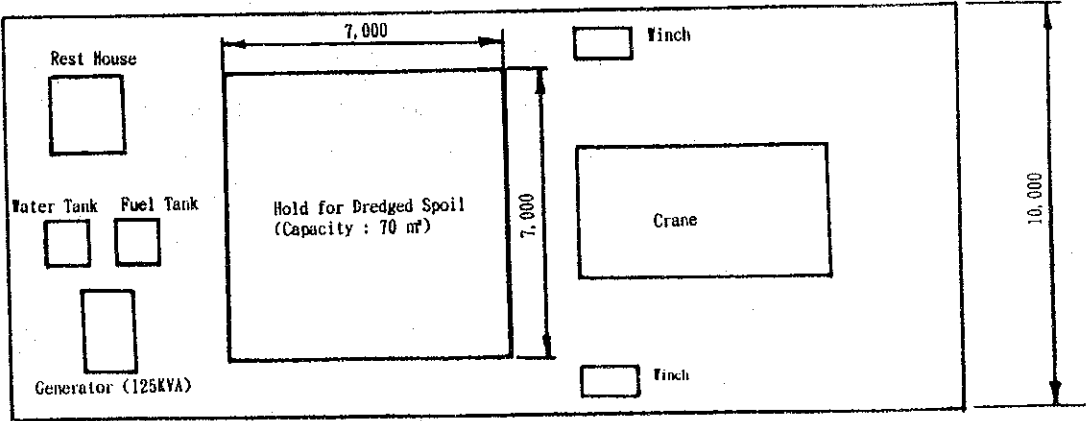 7,000
Winch
Rest House
Water Tank
Fuel Tank
Hold for Dredged Spoil
(Capacity : 70 m³)
7,000
Crane
10,000
Generator (125KVA)
Winch